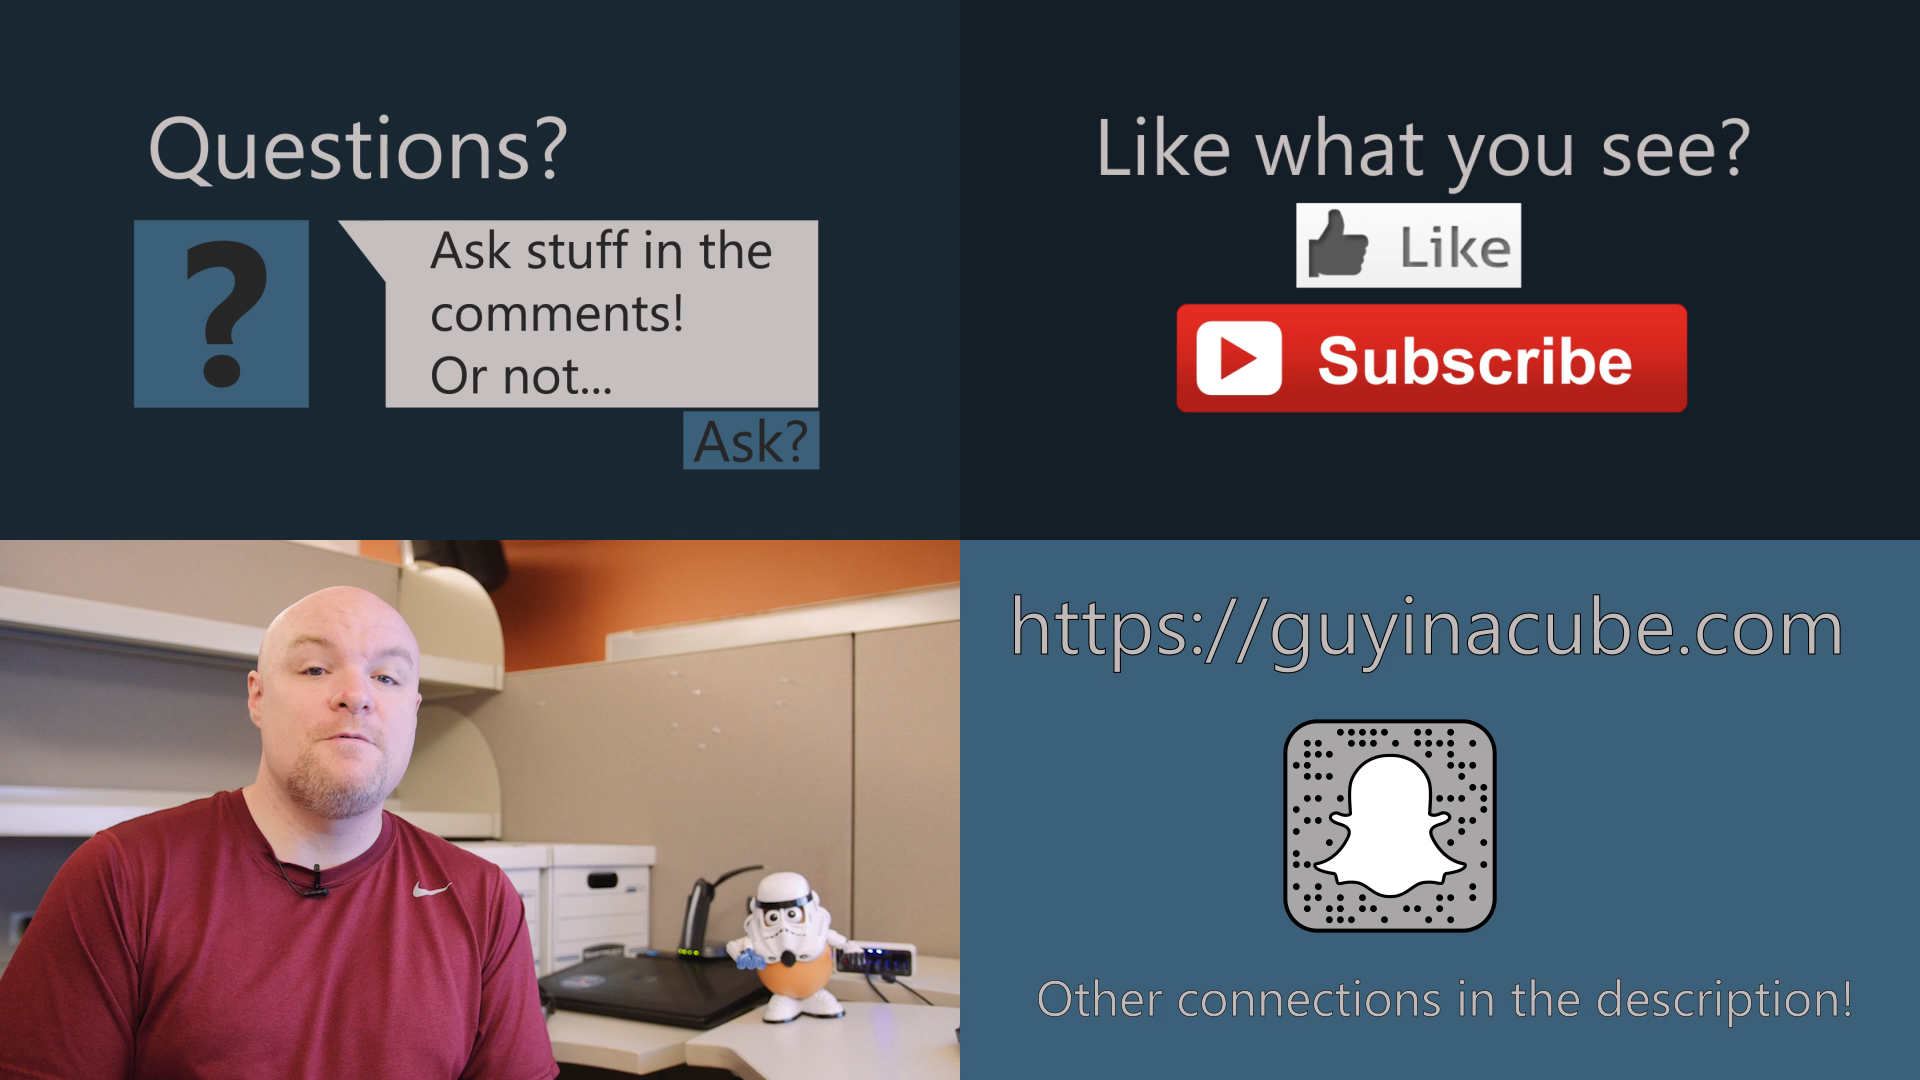 Questions?
?
Ask stuff in the
comments!
Or not...
Ask?
Like what you see?
Like
Subscribe
https://guyinacube.com
Other connections in the description!